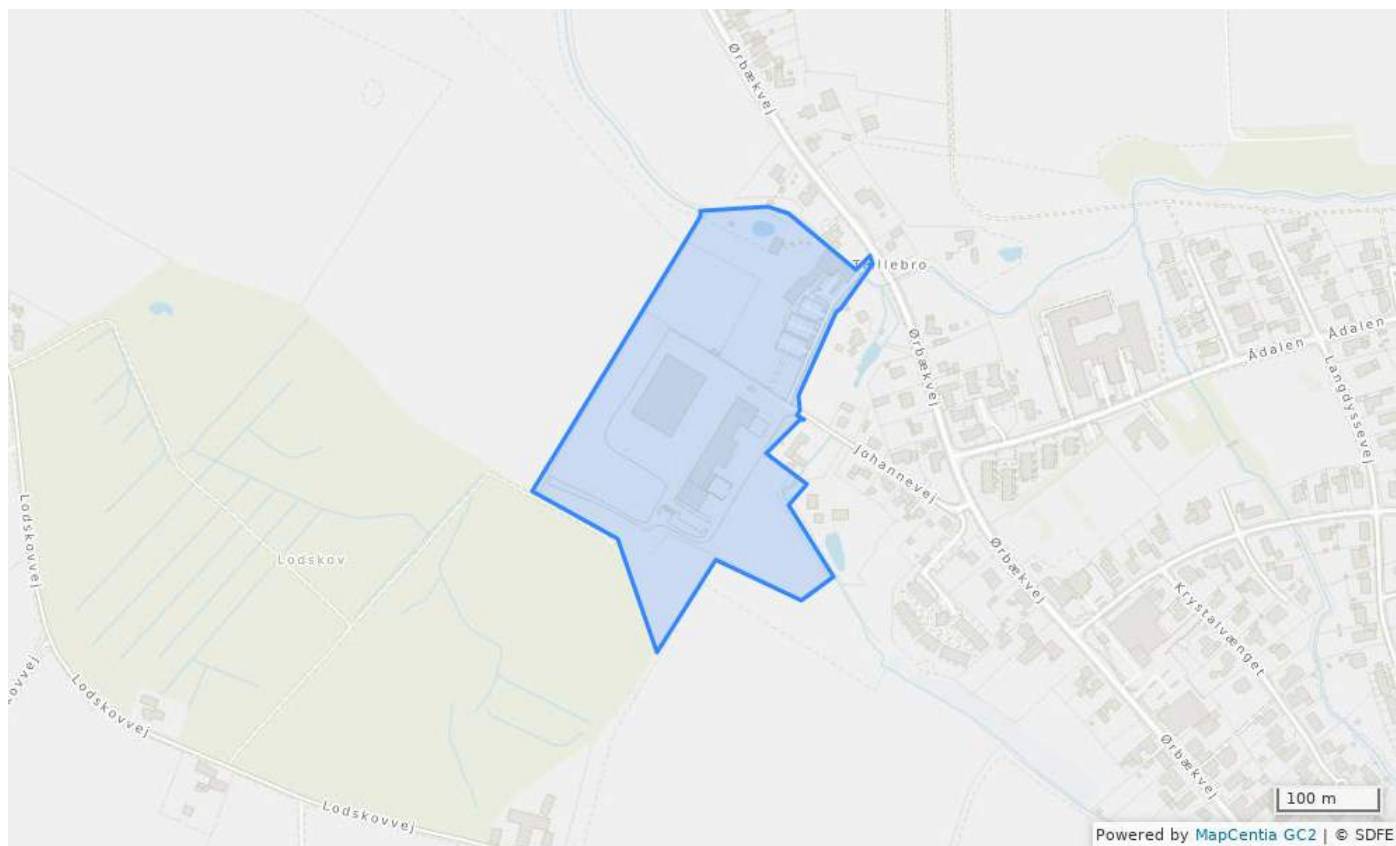 Ørbækvej
Ørbækvej
Ådalen
Ådalen
Langdyssevej
Johannevej
Lodskovvej
Lodskov
Ørbækvej
Krystalvænget
Lodskovvej
Ørbækvej
Lodskovvej
100 m
Powered by MapCentia GC2 | © SDFE